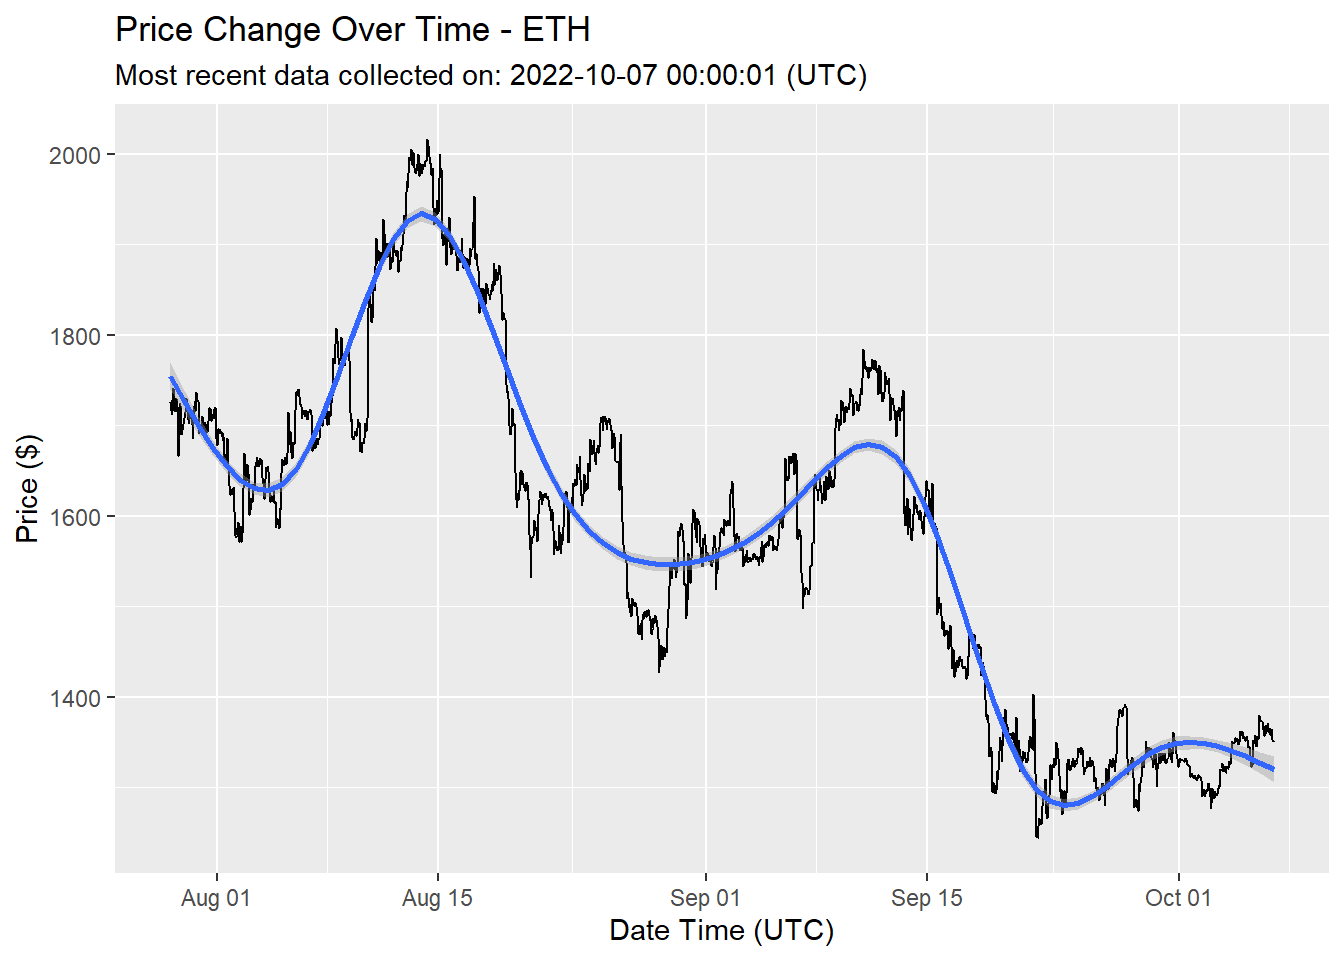 Price Change Over Time - ETH
Most recent data collected on: 2022-10-07 00:00:01 (UTC)
Price ($)
2000
1800
1600
1400
Aug 01
Aug 15
Sep 01
Sep 15
Oct 01
Date Time (UTC)